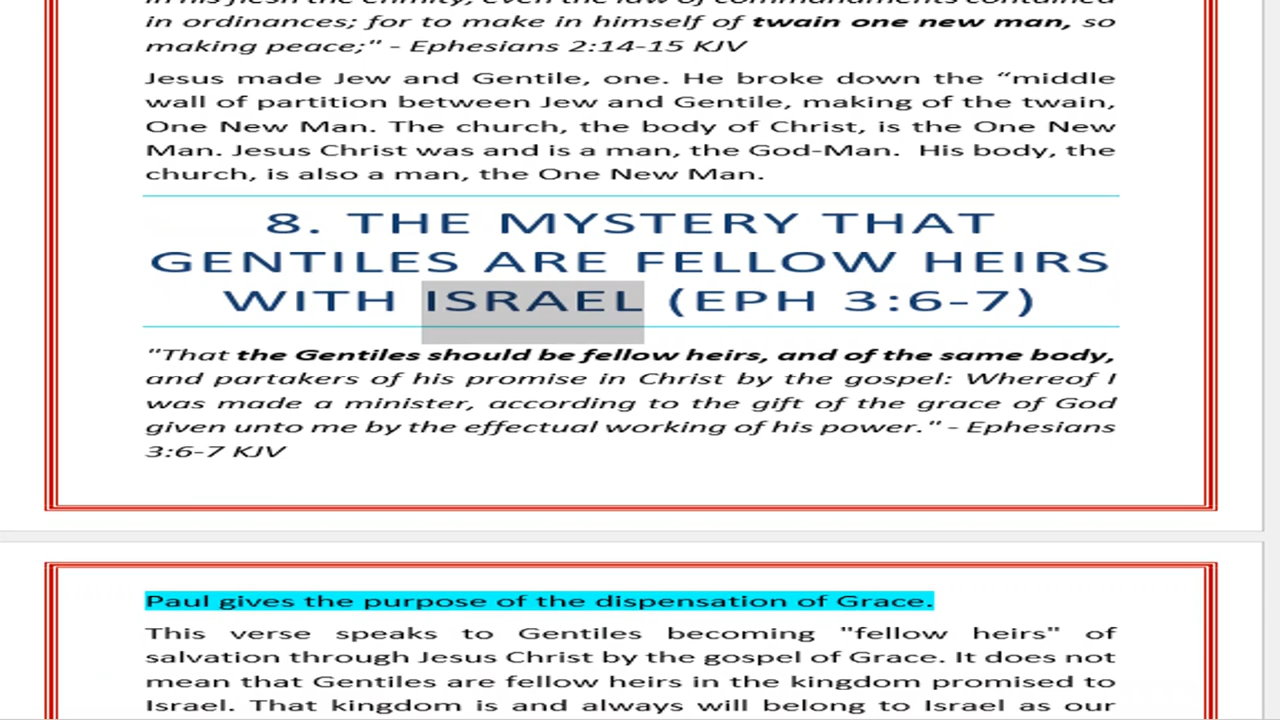 in his flesh the enmity, even the law of commandments contained
in ordinances; for to make in himself of twain one new man, so
making peace;" - Ephesians 2:14-15 KJV
Jesus made Jew and Gentile, one. He broke down the “middle
wall of partition between Jew and Gentile, making of the twain,
One New Man. The church, the body of Christ, is the One New
Man. Jesus Christ was and is a man, the God-Man. His body, the
church, is also a man, the One New Man.
8. THE MYSTERY THAT
GENTILES ARE FELLOW HEIRS
WITH ISRAEL (EPH 3:6-7)
"That the Gentiles should be fellow heirs, and of the same body,
and partakers of his promise in Christ by the gospel: Whereof I
was made a minister, according to the gift of the grace of God
given unto me by the effectual working of his power." - Ephesians
3:6-7 KJV
Paul gives the purpose of the dispensation of Grace.
This verse speaks to Gentiles becoming "fellow heirs" of
salvation through Jesus Christ by the gospel of Grace. It does not
mean that Gentiles are fellow heirs in the kingdom promised to
Israel. That kingdom is and always will belong to Israel as our